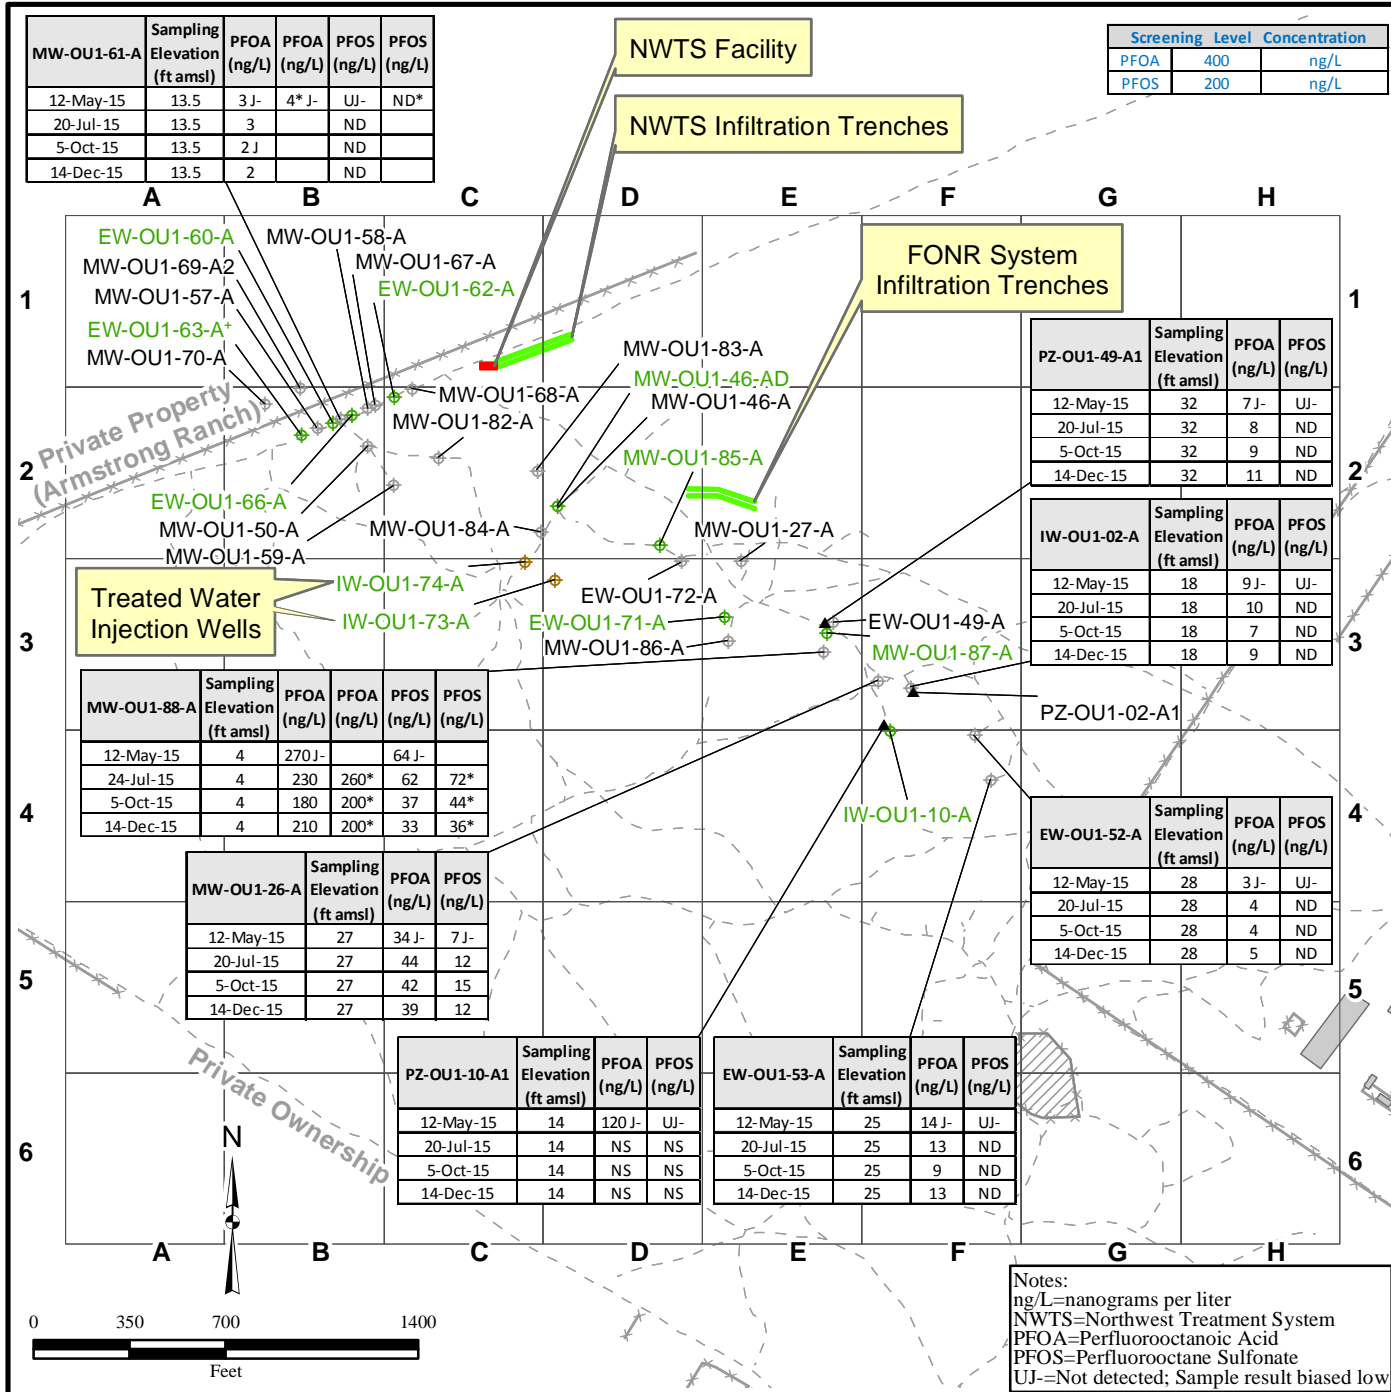 MW-OU1-61-A Sampling Elevation (ft amsl) PFOA (ng/L) PFOA (ng/L) PFOS (ng/L) PFOS (ng/L)
12-May-15 13.5 3 J- 4* J- UJ- ND*
20-Jul-15 13.5 3 ND
5-Oct-15 13.5 2 J ND
14-Dec-15 13.5 2 ND
NWTS Facility
NWTS Infiltration Trenches
Screening Level Concentration
PFOA 400 ng/L
PFOS 200 ng/L
A B C D E F G H
1 1
EW-OU1-60-A
MW-OU1-58-A
MW-OU1-69-A2
MW-OU1-67-A
MW-OU1-57-A
EW-OU1-62-A
EW-OU1-63-A+
MW-OU1-70-A
FONR System
Infiltration Trenches
MW-OU1-83-A
MW-OU1-46-AD
MW-OU1-68-A
MW-OU1-46-A
MW-OU1-82-A
Private Property
(Armstrong Ranch)
MW-OU1-85-A
2 2
EW-OU1-66-A
MW-OU1-50-A
MW-OU1-84-A
MW-OU1-27-A
MW-OU1-59-A
PZ-OU1-49-A1 Sampling Elevation (ft amsl) PFOA (ng/L) PFOS (ng/L)
12-May-15 32 7 J- UJ-
20-Jul-15 32 8 ND
5-Oct-15 32 9 ND
14-Dec-15 32 11 ND
IW-OU1-02-A Sampling Elevation (ft amsl) PFOA (ng/L) PFOS (ng/L)
12-May-15 18 9 J- UJ-
20-Jul-15 18 10 ND
5-Oct-15 18 7 ND
14-Dec-15 18 9 ND
Treated Water
Injection Wells
IW-OU1-74-A
IW-OU1-73-A
EW-OU1-72-A
EW-OU1-71-A
MW-OU1-86-A
EW-OU1-49-A
MW-OU1-87-A
3 3
PZ-OU1-02-A1
MW-OU1-88-A Sampling Elevation (ft amsl) PFOA (ng/L) PFOA (ng/L) PFOS (ng/L) PFOS (ng/L)
12-May-15 4 270 J- 64 J-
24-Jul-15 4 230 260* 62 72*
5-Oct-15 4 180 200* 37 44*
14-Dec-15 4 210 200* 33 36*
4 4
IW-OU1-10-A
EW-OU1-52-A Sampling Elevation (ft amsl) PFOA (ng/L) PFOS (ng/L)
12-May-15 28 3 J- UJ-
20-Jul-15 28 4 ND
5-Oct-15 28 4 ND
14-Dec-15 28 5 ND
MW-OU1-26-A Sampling Elevation (ft amsl) PFOA (ng/L) PFOS (ng/L)
12-May-15 27 34 J- 7 J-
20-Jul-15 27 44 12
5-Oct-15 27 42 15
14-Dec-15 27 39 12
5 5
Private Ownership
PZ-OU1-10-A1 Sampling Elevation (ft amsl) PFOA (ng/L) PFOS (ng/L)
12-May-15 14 120 J- UJ-
20-Jul-15 14 NS NS
5-Oct-15 14 NS NS
14-Dec-15 14 NS NS
EW-OU1-53-A Sampling Elevation (ft amsl) PFOA (ng/L) PFOS (ng/L)
12-May-15 25 14 J- UJ-
20-Jul-15 25 13 ND
5-Oct-15 25 9 ND
14-Dec-15 25 13 ND
6 6
N
A B C D E F G H
0 350 700 1400
Feet
Notes:
ng/L=nanograms per liter
NWTS=Northwest Treatment System
PFOA=Perfluorooctanoic Acid
PFOS=Perfluorooctane Sulfonate
UJ-=Not detected; Sample result biased low